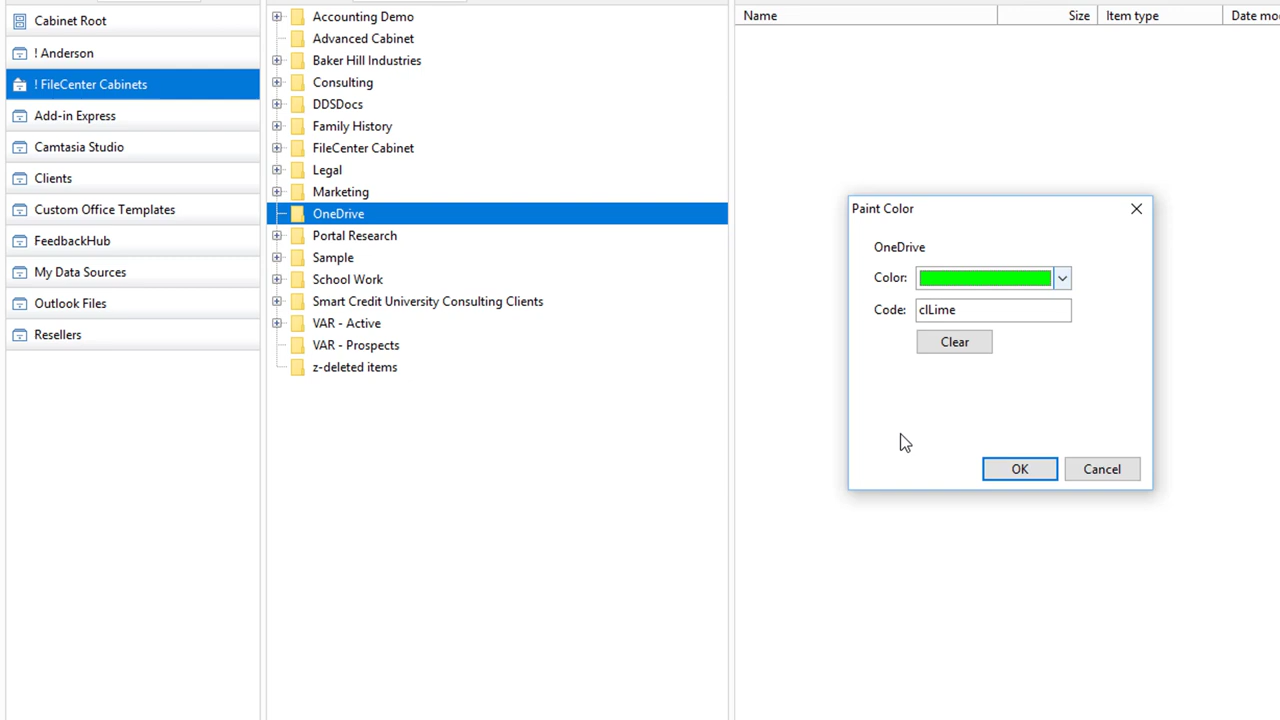 Cabinet Root
! Anderson
! FileCenter Cabinets
Add-in Express
Camtasia Studio
Clients
Custom Office Templates
FeedbackHub
My Data Sources
Outlook Files
Resellers
Accounting Demo
Advanced Cabinet
Baker Hill Industries
Consulting
DDSDocs
Family History
FileCenter Cabinet
Legal
Marketing
OneDrive
Portal Research
Sample
School Work
Smart Credit University Consulting Clients
VAR - Active
VAR - Prospects
z-deleted items
Name Size Item type Date mo
Paint Color
OneDrive
Color:
Code: clLime
Clear
OK Cancel